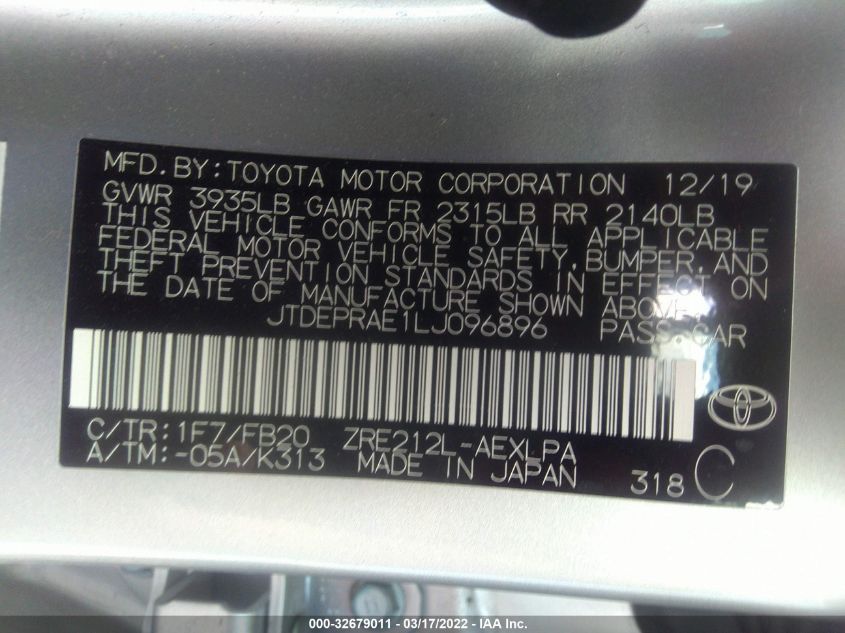 MFD.BY:TOYOTA MOTOR CORPORATION 12/19
GVWR 3935LB GAWR FR 2315LB RR 2140LB
THIS VEHICLE CONFORMS TO ALL APPLICABLE
FEDERAL MOTOR VEHICLE SAFETY,BUMPER,AND
THEFT PREVENTION STANDARDS IN EFFECT ON
THE DATE OF MANUFACTURE SHOWN ABOVE.
JTDEPRAE1LJ096896 PASS.CAR
C/TR:1F7/FB20 ZRE212L-AEXLPA
A/TM:-05A/K313 MADE IN JAPAN 318 C
000-32679011 - 03/17/2022 - IAA Inc.